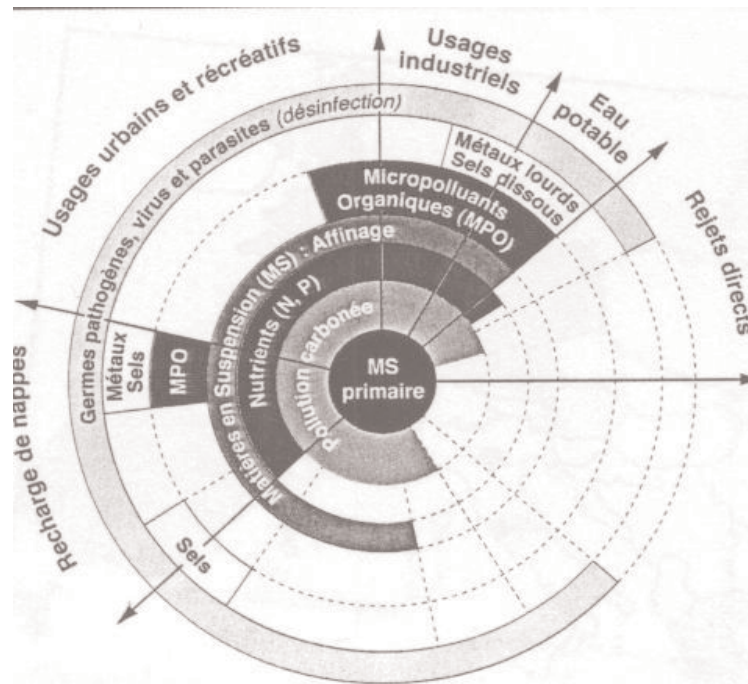 Usages
industriels
Eau
potable
Rejets directs
Usages urbains et récréatifs
Recharge de nappes
Germes pathogènes, virus et parasites (désinfection)
Métaux lourds
Sels dissous
Micropolluants
Organiques (MPO)
Matières en Suspension (MS) : Affinage
Nutrients (N, P)
Pollution carbonée
MS
primaire
Métaux
Sels
MPO
Sels